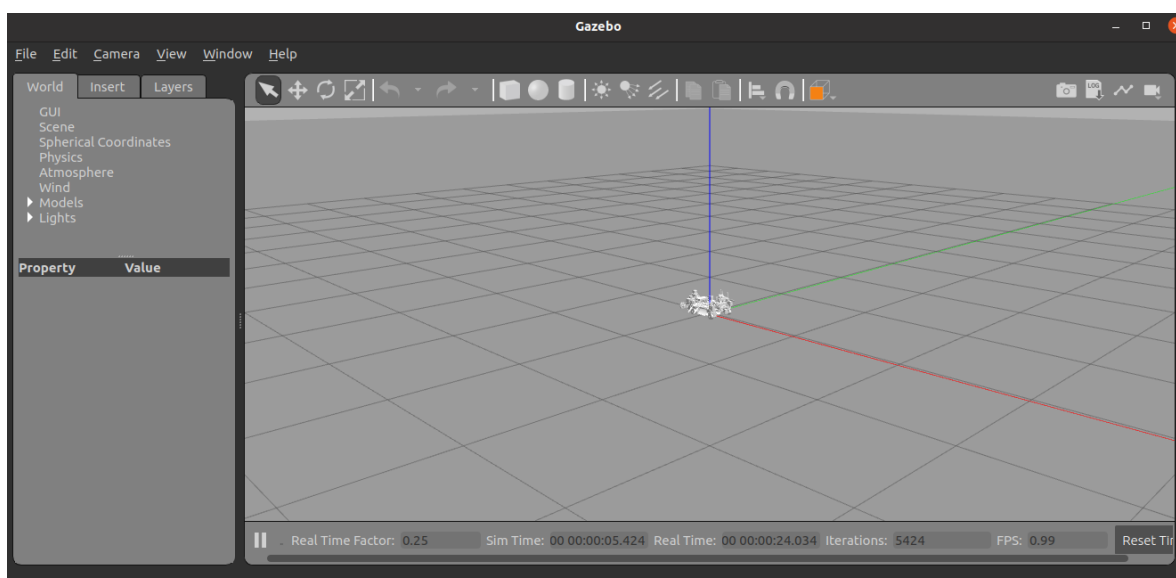 Gazebo
File Edit Camera View Window Help
World Insert Layers
LOG
GUI
Scene
Spherical Coordinates
Physics
Atmosphere
Wind
Models
Lights
Property Value
Real Time Factor: 0.25 Sim Time: 00 00:00:05.424 Real Time: 00 00:00:24.034 Iterations: 5424 FPS: 0.99 Reset Tir